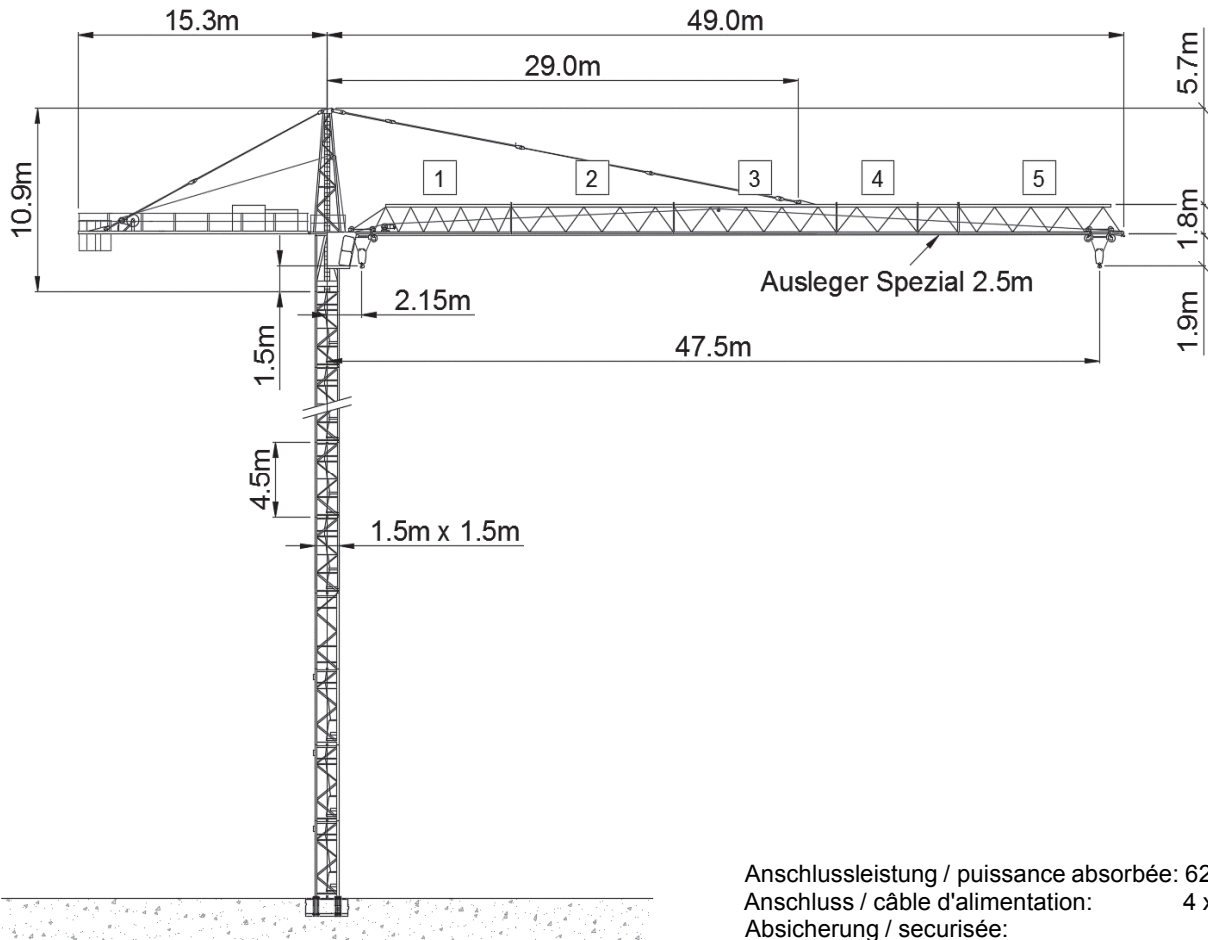 15.3m
49.0m
29.0m
5.7m
10.9m
1
2
3
4
5
1.8m
Ausleger Spezial 2.5m
2.15m
1.9m
1.5m
47.5m
4.5m
1.5m x 1.5m
Anschlussleistung / puissance absorbée: 62
Anschluss / câble d'alimentation: 4 x
Absicherung / securisée: